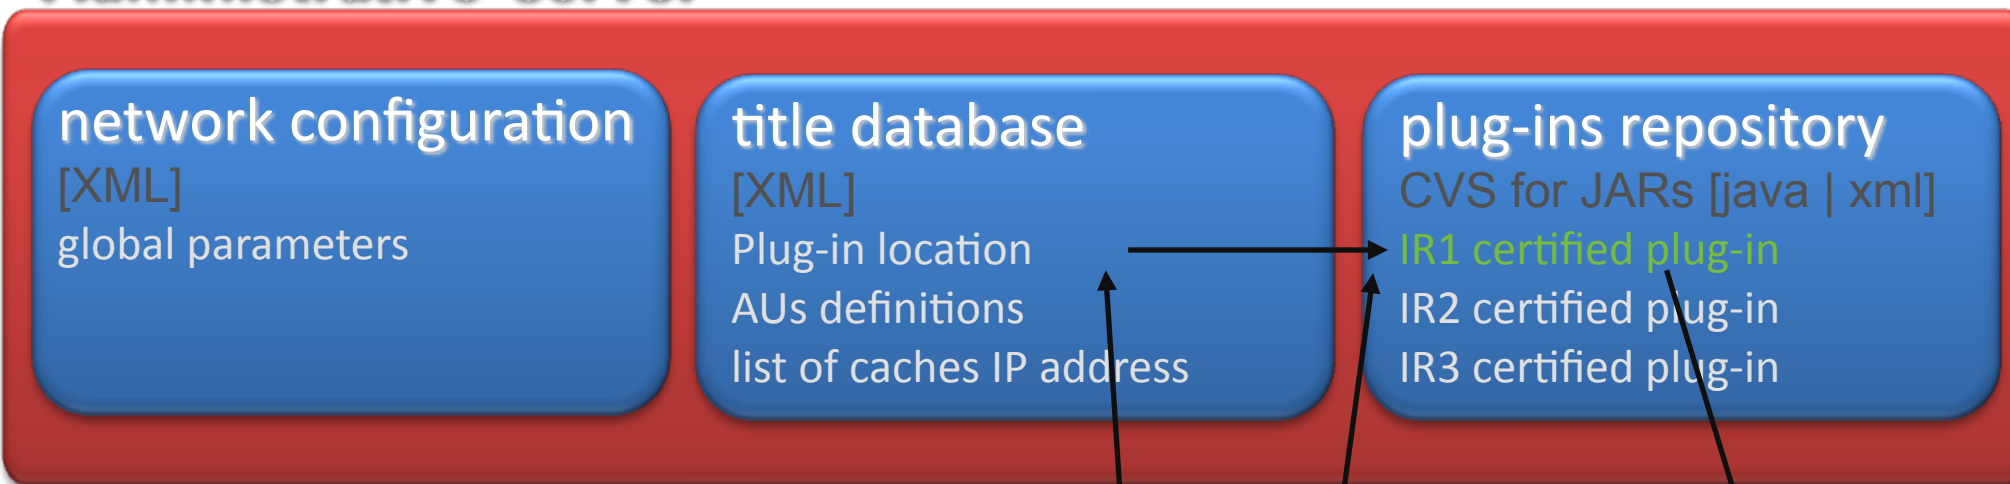 network configuration
[XML]
global parameters
title database
[XML]
Plug-in location
AUs definitions
list of caches IP address
plug-ins repository
CVS for JARs [java | xml]
IR1 certified plug-in
IR2 certified plug-in
IR3 certified plug-in